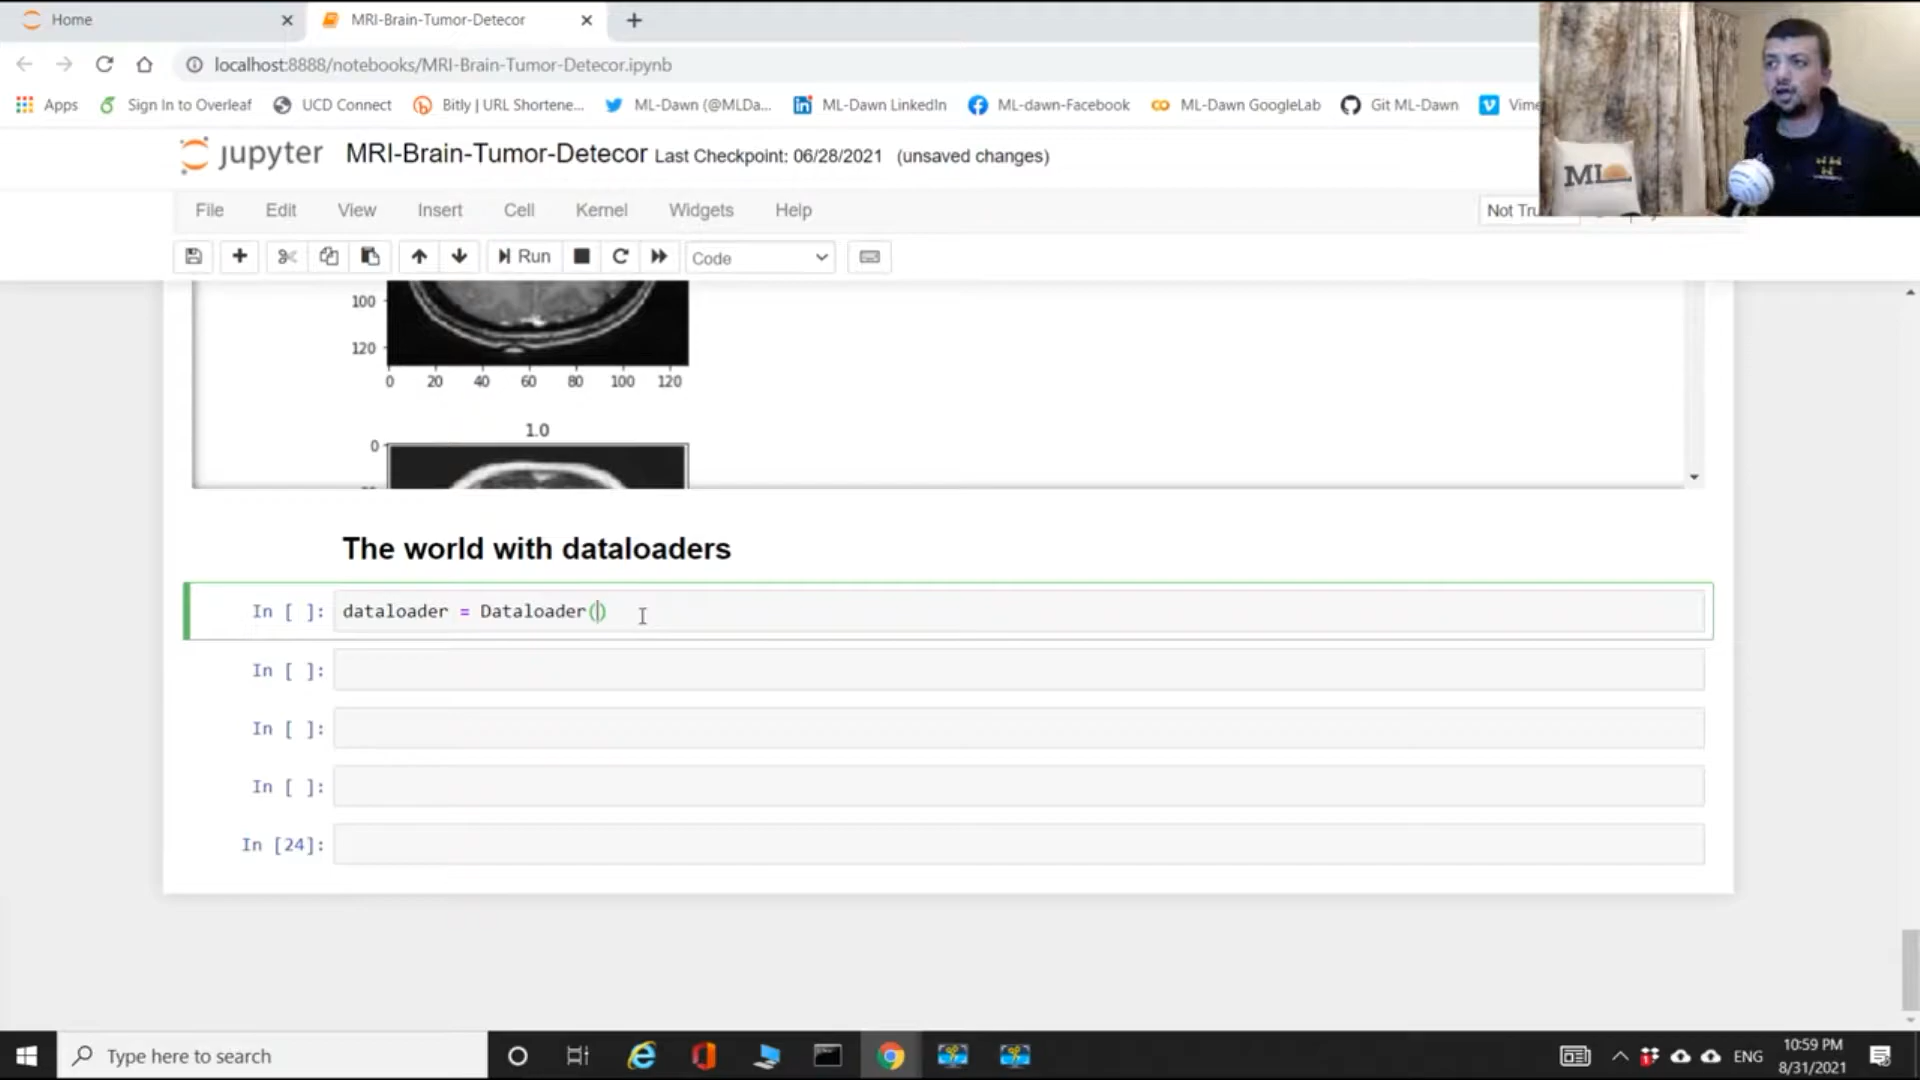 Home
MRI-Brain-Tumor-Detecor
localhost:8888/notebooks/MRI-Brain-Tumor-Detecor.ipynb
Apps Sign In to Overleaf UCD Connect Bitly | URL Shortene... ML-Dawn (@MLDa... ML-Dawn LinkedIn ML-dawn-Facebook ML-Dawn GoogleLab Git ML-Dawn Vime
jupyter MRI-Brain-Tumor-Detecor Last Checkpoint: 06/28/2021 (unsaved changes)
ML
File Edit View Insert Cell Kernel Widgets Help Not Tru
Run Code
100
120
0 20 40 60 80 100 120
1.0
0
The world with dataloaders
In [ ]: dataloader = Dataloader()
In [ ]:
In [ ]:
In [ ]:
In [24]:
Type here to search
ENG
10:59 PM
8/31/2021